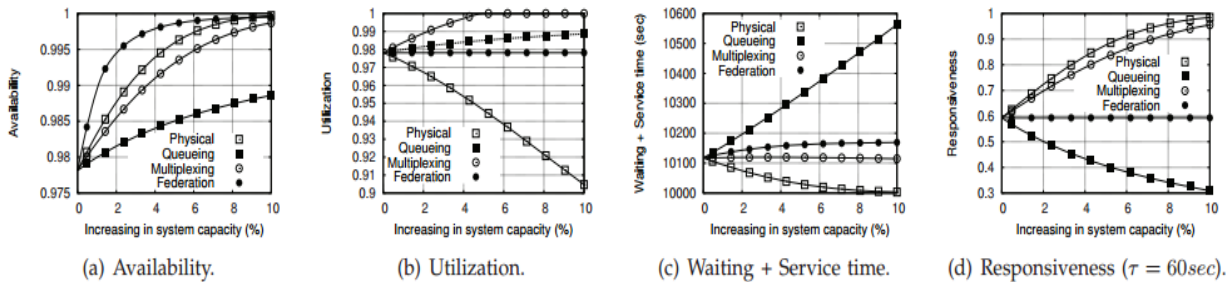 1
0.995
0.99
0.985
0.98
0.975
Availability
Physical
Queueing
Multiplexing
Federation
0 2 4 6 8 10
Increasing in system capacity (%)
(a) Availability.
1
0.99
0.98
0.97
0.96
0.95
0.94
0.93
0.92
0.91
0.9
Utilization
Physical
Queueing
Multiplexing
Federation
0 2 4 6 8 10
Increasing in system capacity (%)
(b) Utilization.
10600
10500
10400
10300
10200
10100
10000
Waiting + Service time (sec)
Physical
Queueing
Multiplexing
Federation
0 2 4 6 8 10
Increasing in system capacity (%)
(c) Waiting + Service time.
1
0.9
0.8
0.7
0.6
0.5
0.4
0.3
Responsiveness
Physical
Queueing
Multiplexing
Federation
0 2 4 6 8 10
Increasing in system capacity (%)
(d) Responsiveness (τ = 60sec).